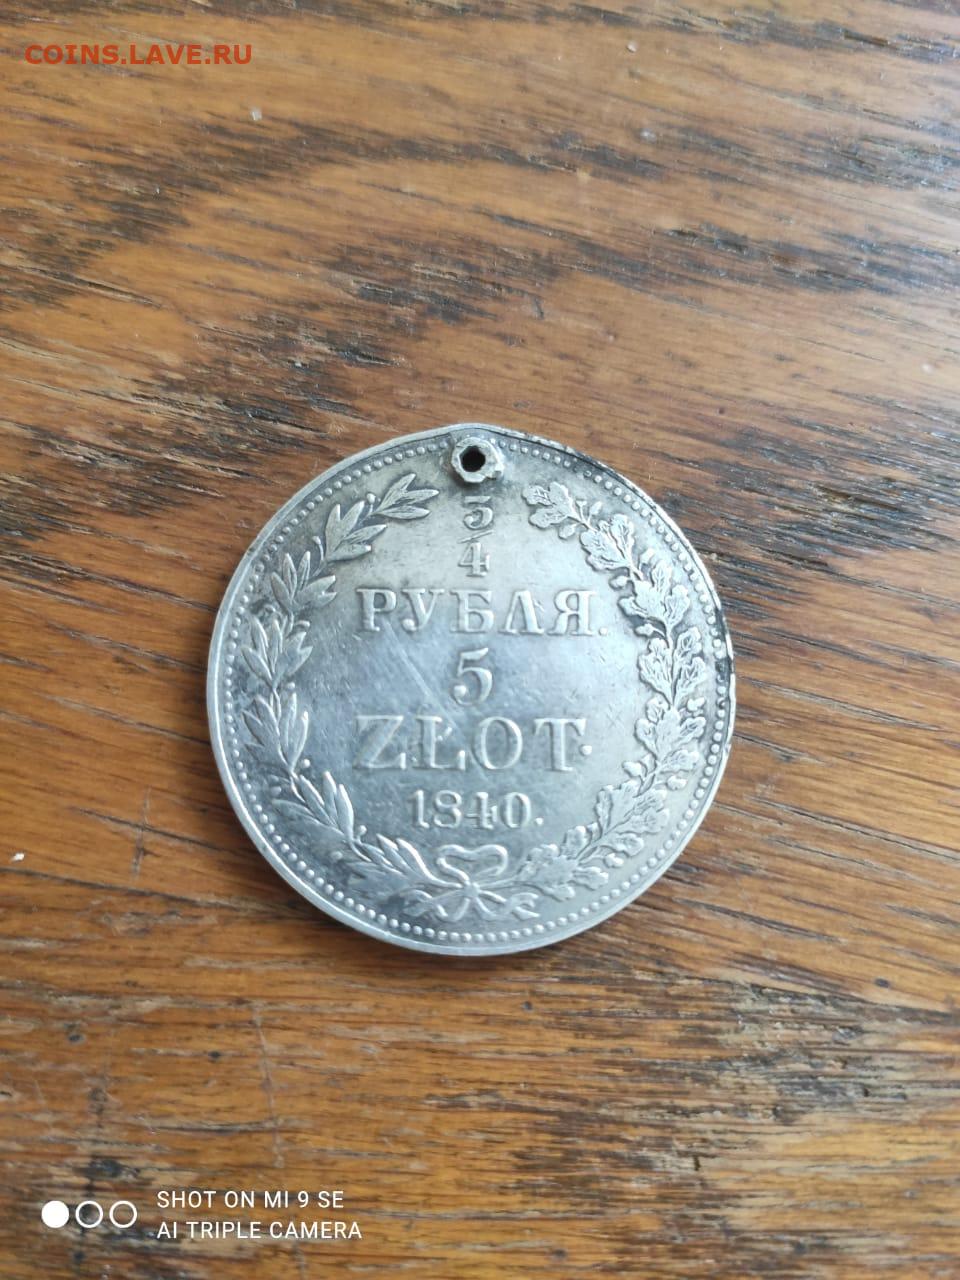 COINS.LAVE.RU
3/4
РУБЛЯ.
5
ZŁOT.
1840.
SHOT ON MI 9 SE
AI TRIPLE CAMERA